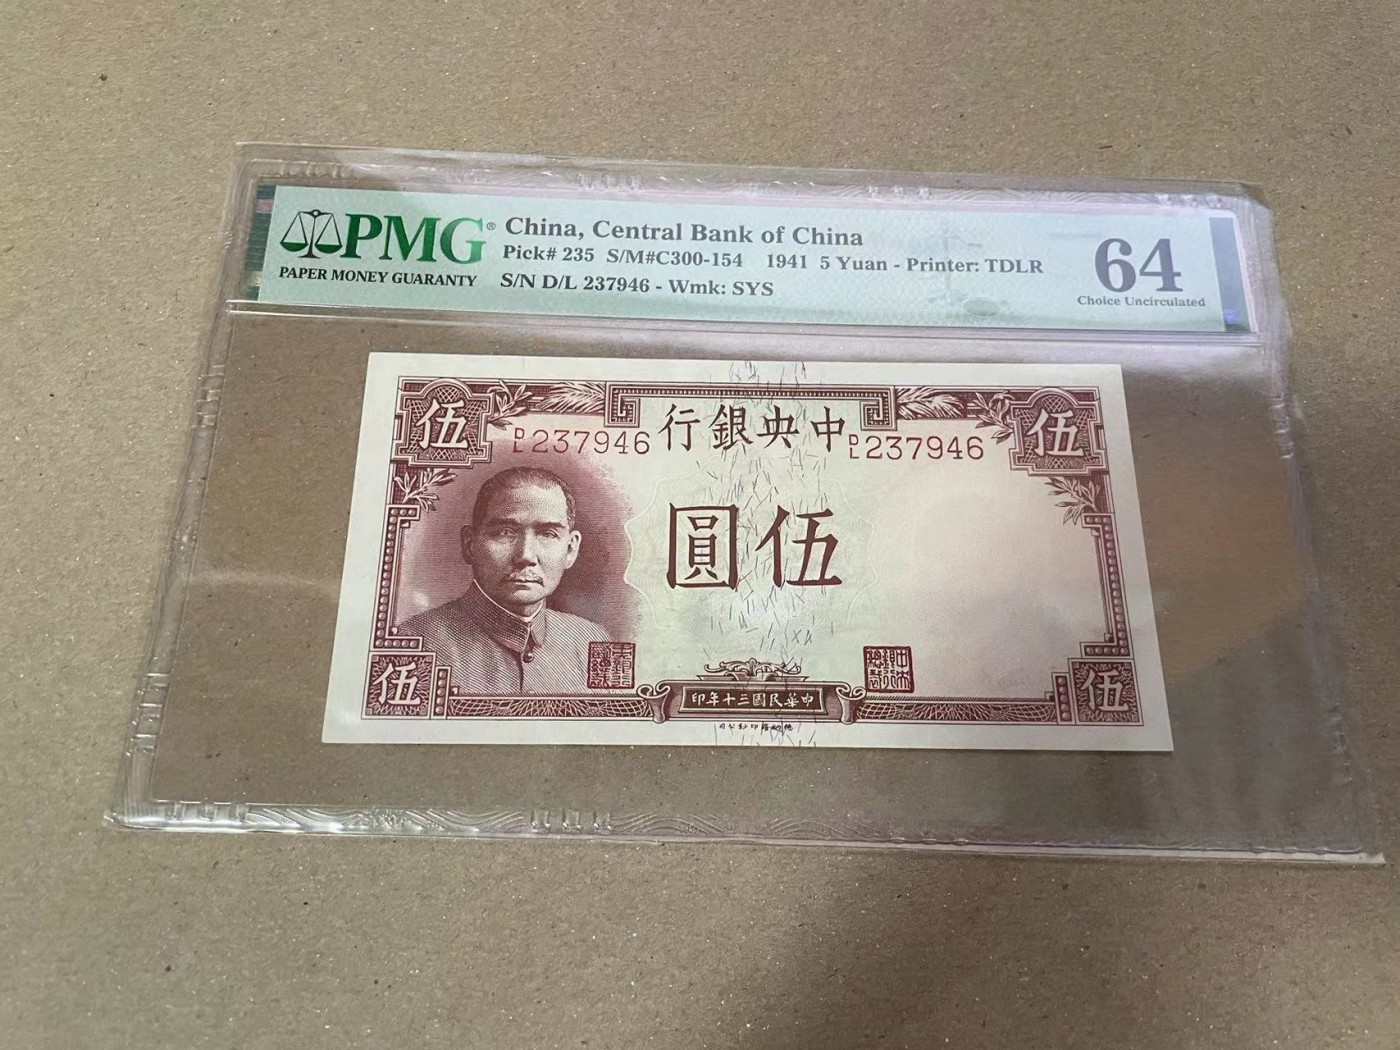 PMG®
PAPER MONEY GUARANTY
China, Central Bank of China
Pick# 235 S/M#C300-154 1941 5 Yuan - Printer: TDLR
S/N D/L 237946 - Wmk: SYS
64
Choice Uncirculated
伍
行銀央中
伍
D/L 237946
D/L 237946
圓伍
伍
印年十三國民華中
伍